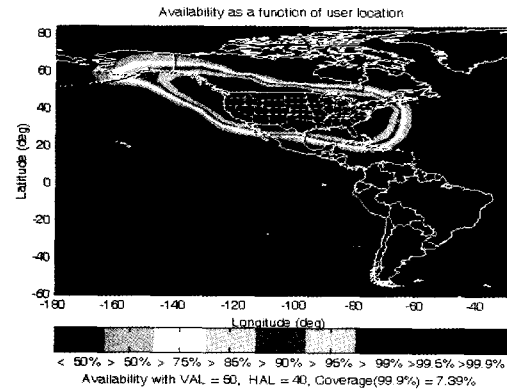 Availability as a function of user location
80
60
40
20
0
-20
-40
-60
Latitude (deg)
-180 -160 -140 -120 -100 -80 -60 -40
Longitude (deg)
< 50% > 50% > 75% > 85% > 90% > 95% > 99% >99.5% >99.9%
Availability with VAL = 50, HAL = 40, Coverage(99.9%) = 7.39%